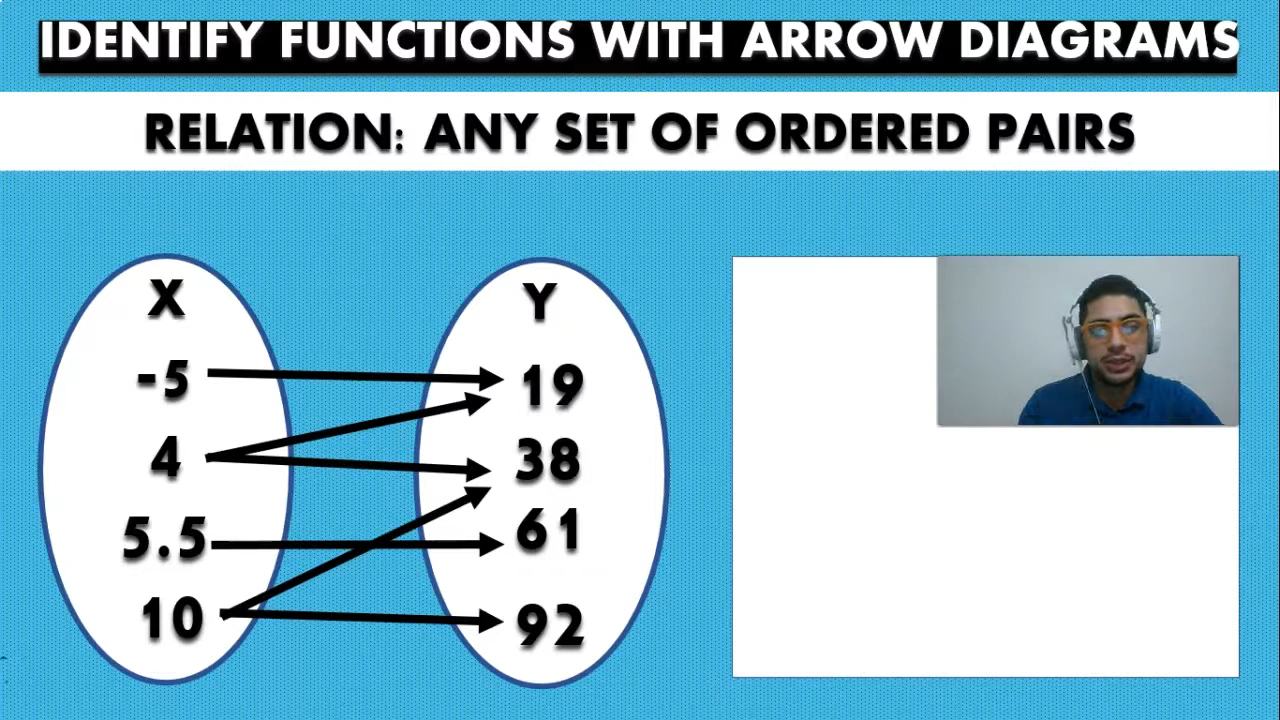 IDENTIFY FUNCTIONS WITH ARROW DIAGRAMS
RELATION: ANY SET OF ORDERED PAIRS
X
-5
4
5.5
10
Y
19
38
61
92